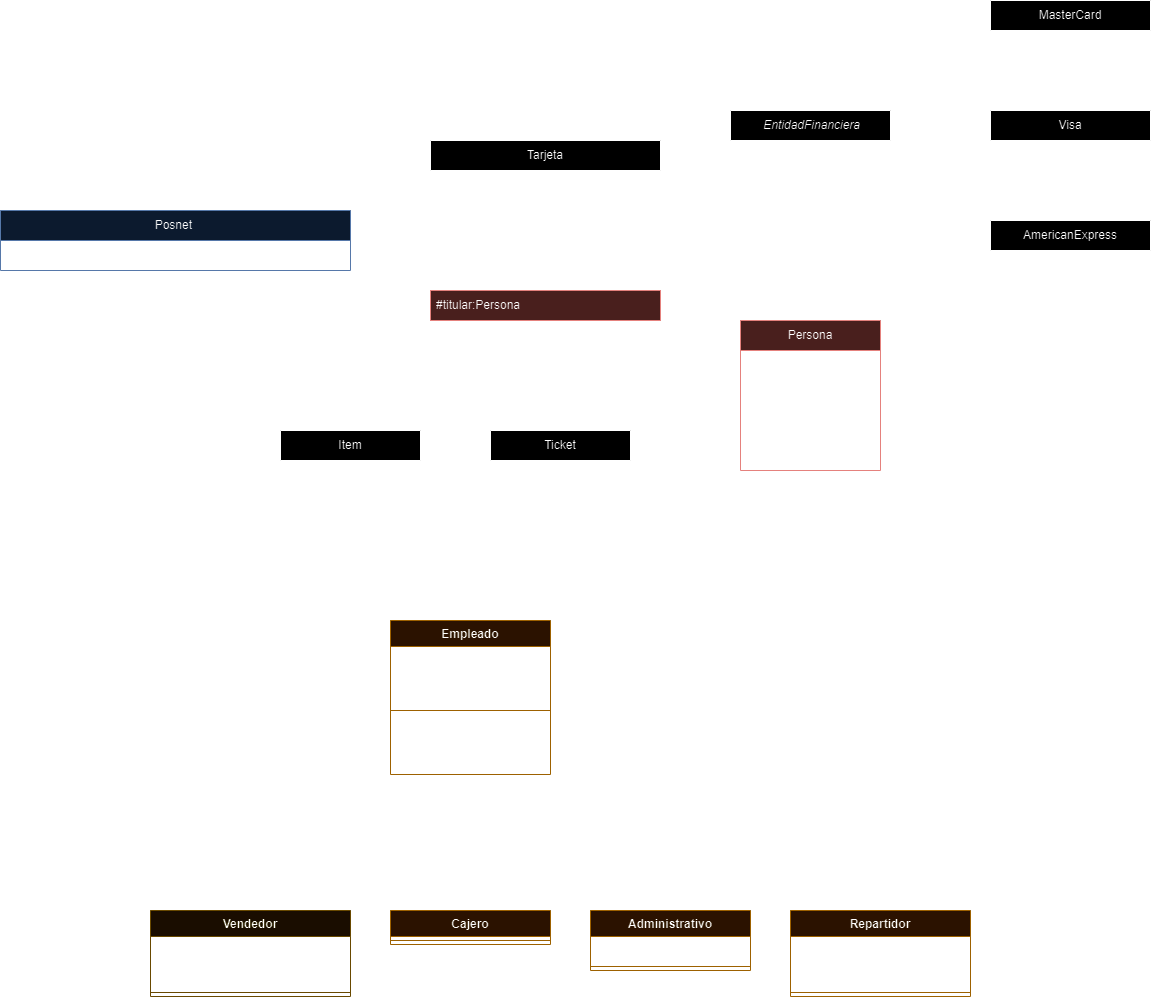 MasterCard
EntidadFinanciera
Visa
Tarjeta
Posnet
AmericanExpress
#titular:Persona
Persona
Item
Ticket
Empleado
Vendedor
Cajero
Administrativo
Repartidor